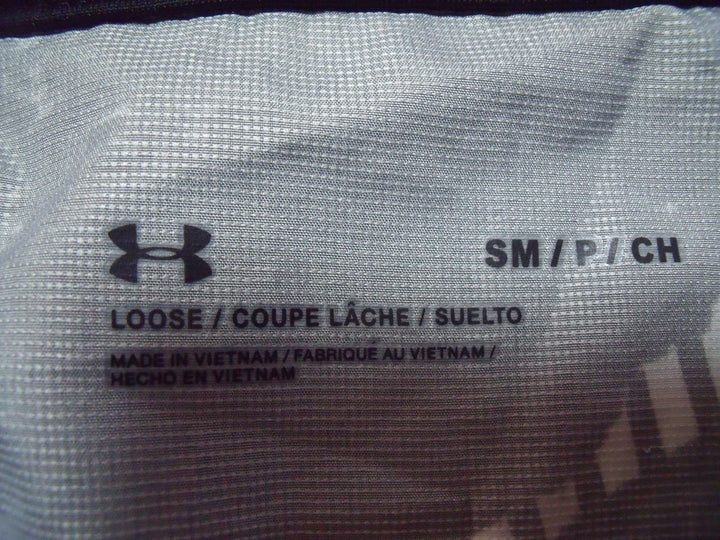 SM / P / CH
LOOSE / COUPE LÂCHE / SUELTO
MADE IN VIETNAM / FABRIQUÉ AU VIETNAM /
HECHO EN VIETNAM